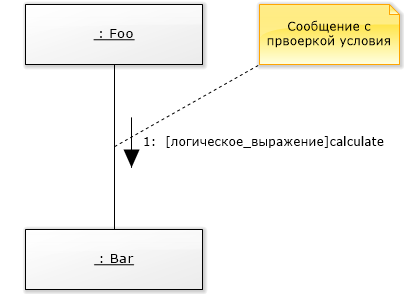 : Foo
Сообщение с
првоеркой условия
1: [логическое_выражение]calculate
: Bar